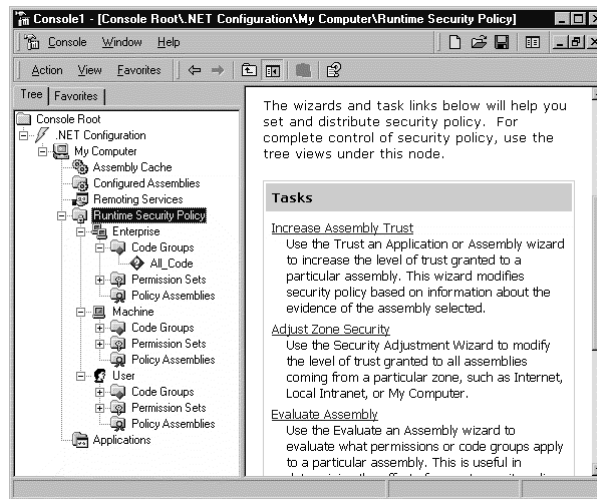 Console1 - [Console Root\.NET Configuration\My Computer\Runtime Security Policy]
Console Window Help
Action View Favorites
Tree Favorites
Console Root
.NET Configuration
My Computer
Assembly Cache
Configured Assemblies
Remoting Services
Runtime Security Policy
Enterprise
Code Groups
All_Code
Permission Sets
Policy Assemblies
Machine
Code Groups
Permission Sets
Policy Assemblies
User
Code Groups
Permission Sets
Policy Assemblies
Applications
The wizards and task links below will help you
set and distribute security policy. For
complete control of security policy, use the
tree views under this node.
Tasks
Increase Assembly Trust
Use the Trust an Application or Assembly wizard
to increase the level of trust granted to a
particular assembly. This wizard modifies
security policy based on information about the
evidence of the assembly selected.
Adjust Zone Security
Use the Security Adjustment Wizard to modify
the level of trust granted to all assemblies
coming from a particular zone, such as Internet,
Local Intranet, or My Computer.
Evaluate Assembly
Use the Evaluate an Assembly wizard to
evaluate what permissions or code groups apply
to a particular assembly. This is useful in